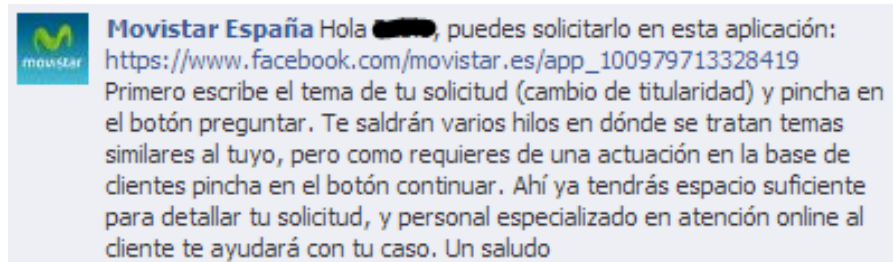 Movistar España Hola , puedes solicitarlo en esta aplicación:
https://www.facebook.com/movistar.es/app_100979713328419
Primero escribe el tema de tu solicitud (cambio de titularidad) y pincha en
el botón preguntar. Te saldrán varios hilos en dónde se tratan temas
similares al tuyo, pero como requieres de una actuación en la base de
clientes pincha en el botón continuar. Ahí ya tendrás espacio suficiente
para detallar tu solicitud, y personal especializado en atención online al
cliente te ayudará con tu caso. Un saludo
movistar